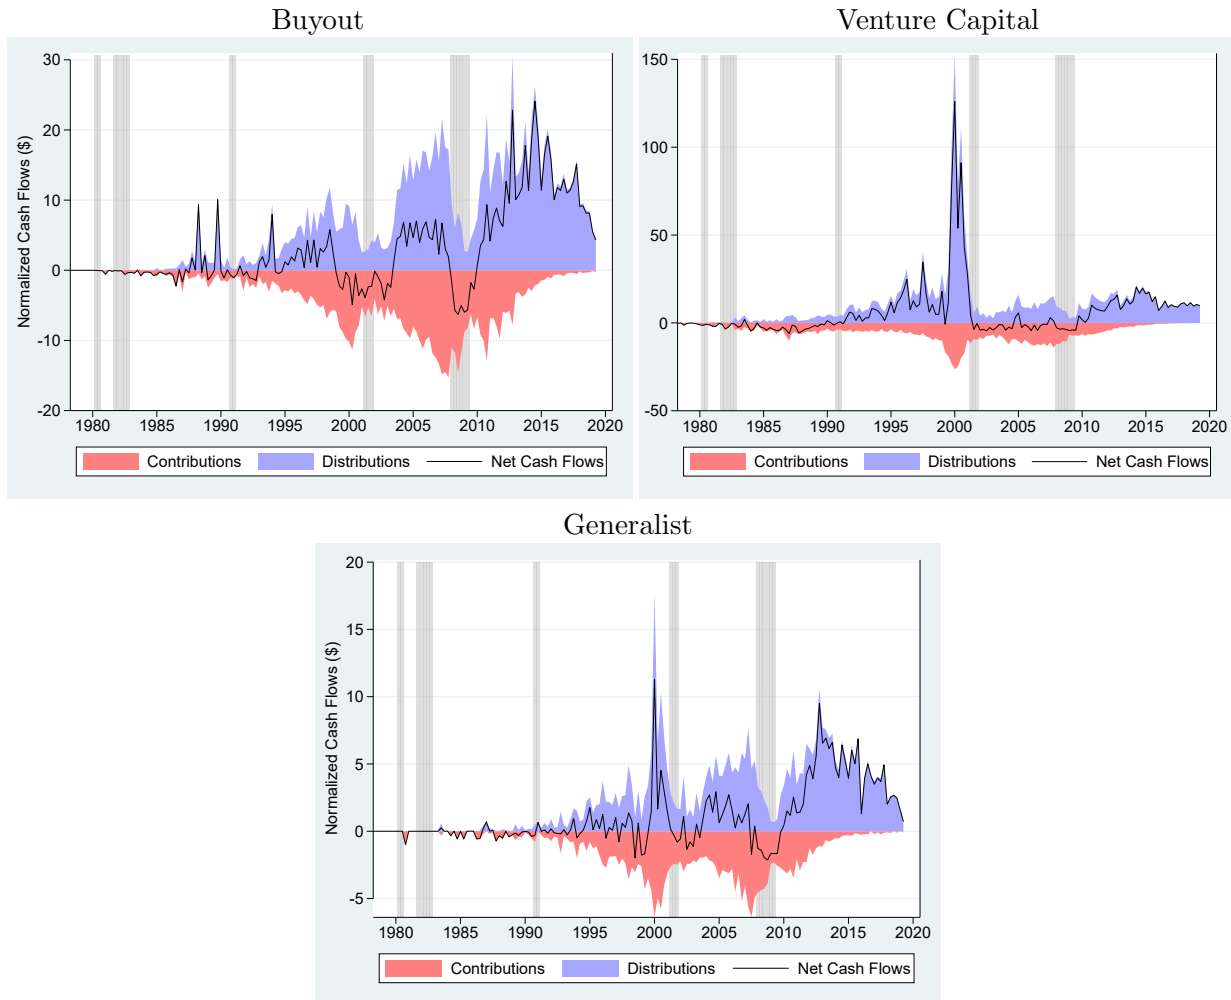 Buyout
Venture Capital
Normalized Cash Flows ($)
30
20
10
0
-10
-20
1980 1985 1990 1995 2000 2005 2010 2015 2020
Contributions Distributions Net Cash Flows
150
100
50
0
-50
1980 1985 1990 1995 2000 2005 2010 2015 2020
Contributions Distributions Net Cash Flows
Generalist
Normalized Cash Flows ($)
20
15
10
5
0
-5
1980 1985 1990 1995 2000 2005 2010 2015 2020
Contributions Distributions Net Cash Flows